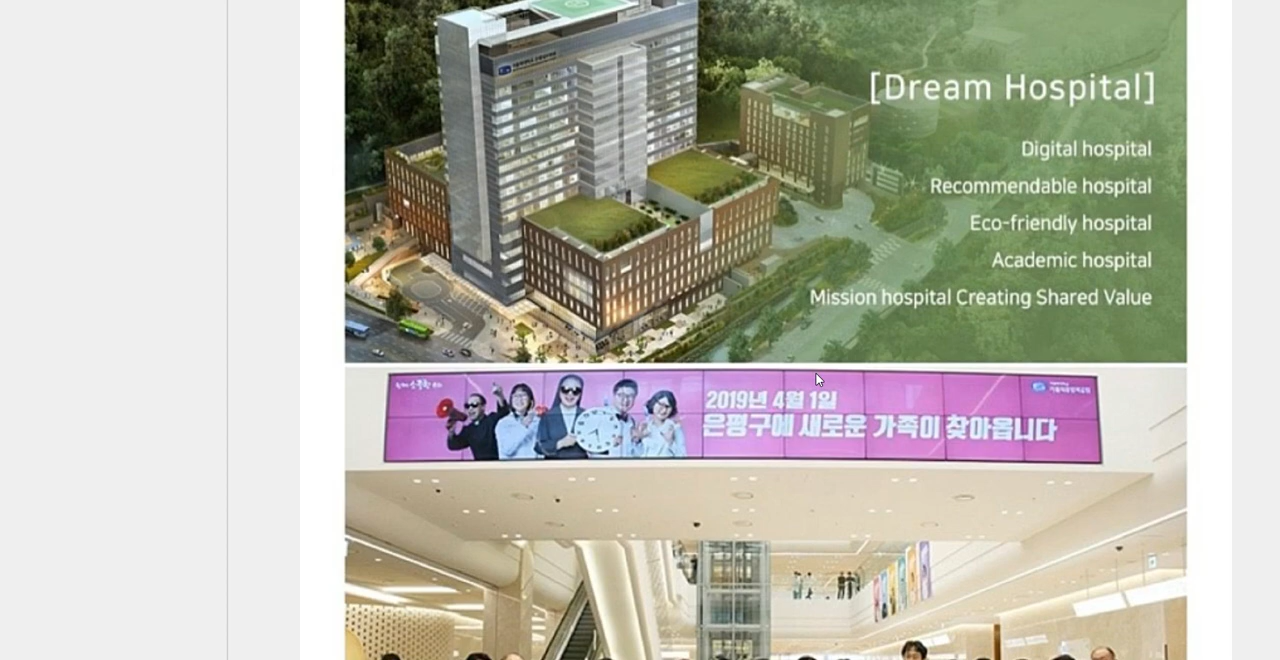 [Dream Hospital]
Digital hospital
Recommendable hospital
Eco-friendly hospital
Academic hospital
Mission hospital Creating Shared Value
2019년 4월 1일
은평구에 새로운 가족이 찾아옵니다